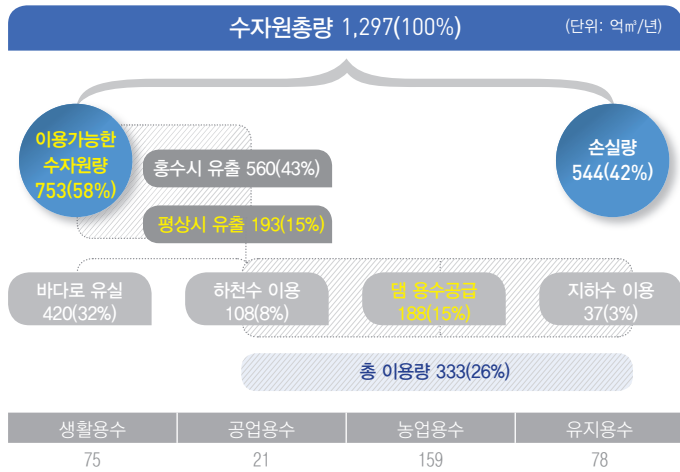 수자원총량 1,297(100%)
(단위: 억㎥/년)
이용가능한
수자원량
753(58%)
손실량
544(42%)
홍수시 유출 560(43%)
평상시 유출 193(15%)
바다로 유실
420(32%)
하천수 이용
108(8%)
댐 용수공급
188(15%)
지하수 이용
37(3%)
총 이용량 333(26%)
생활용수 공업용수 농업용수 유지용수
75 21 159 78